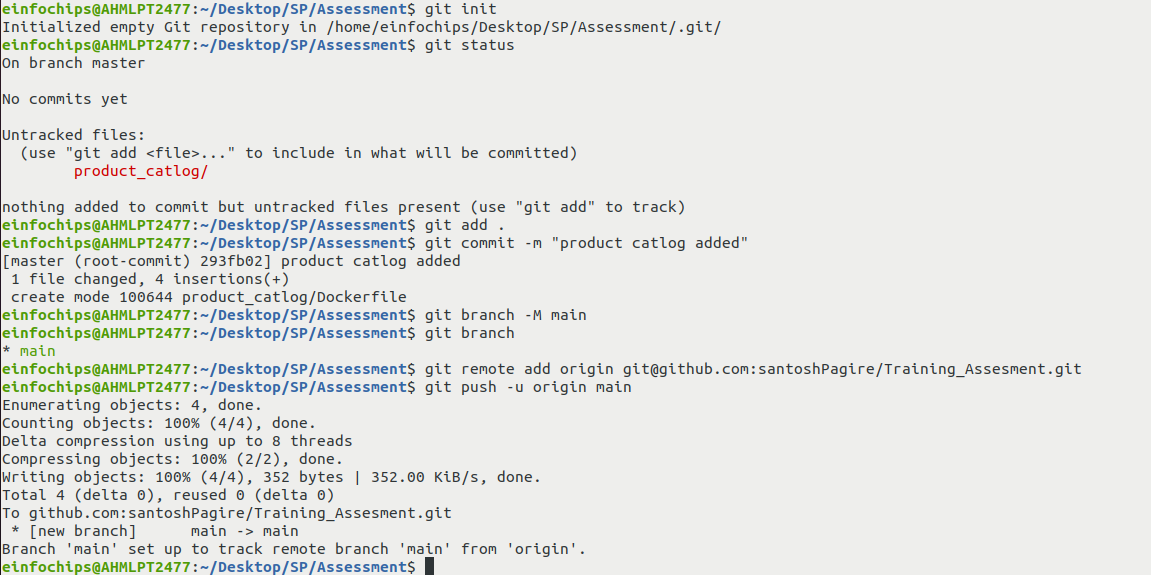 einfochips@AHMLPT2477:~/Desktop/SP/Assessment$ git init
Initialized empty Git repository in /home/einfochips/Desktop/SP/Assessment/.git/
einfochips@AHMLPT2477:~/Desktop/SP/Assessment$ git status
On branch master
No commits yet
Untracked files:
  (use "git add <file>..." to include in what will be committed)
        product_catlog/
nothing added to commit but untracked files present (use "git add" to track)
einfochips@AHMLPT2477:~/Desktop/SP/Assessment$ git add .
einfochips@AHMLPT2477:~/Desktop/SP/Assessment$ git commit -m "product catlog added"
[master (root-commit) 293fb02] product catlog added
 1 file changed, 4 insertions(+)
 create mode 100644 product_catlog/Dockerfile
einfochips@AHMLPT2477:~/Desktop/SP/Assessment$ git branch -M main
einfochips@AHMLPT2477:~/Desktop/SP/Assessment$ git branch
* main
einfochips@AHMLPT2477:~/Desktop/SP/Assessment$ git remote add origin git@github.com:santoshPagire/Training_Assesment.git
einfochips@AHMLPT2477:~/Desktop/SP/Assessment$ git push -u origin main
Enumerating objects: 4, done.
Counting objects: 100% (4/4), done.
Delta compression using up to 8 threads
Compressing objects: 100% (2/2), done.
Writing objects: 100% (4/4), 352 bytes | 352.00 KiB/s, done.
Total 4 (delta 0), reused 0 (delta 0)
To github.com:santoshPagire/Training_Assesment.git
 * [new branch]      main -> main
Branch 'main' set up to track remote branch 'main' from 'origin'.
einfochips@AHMLPT2477:~/Desktop/SP/Assessment$